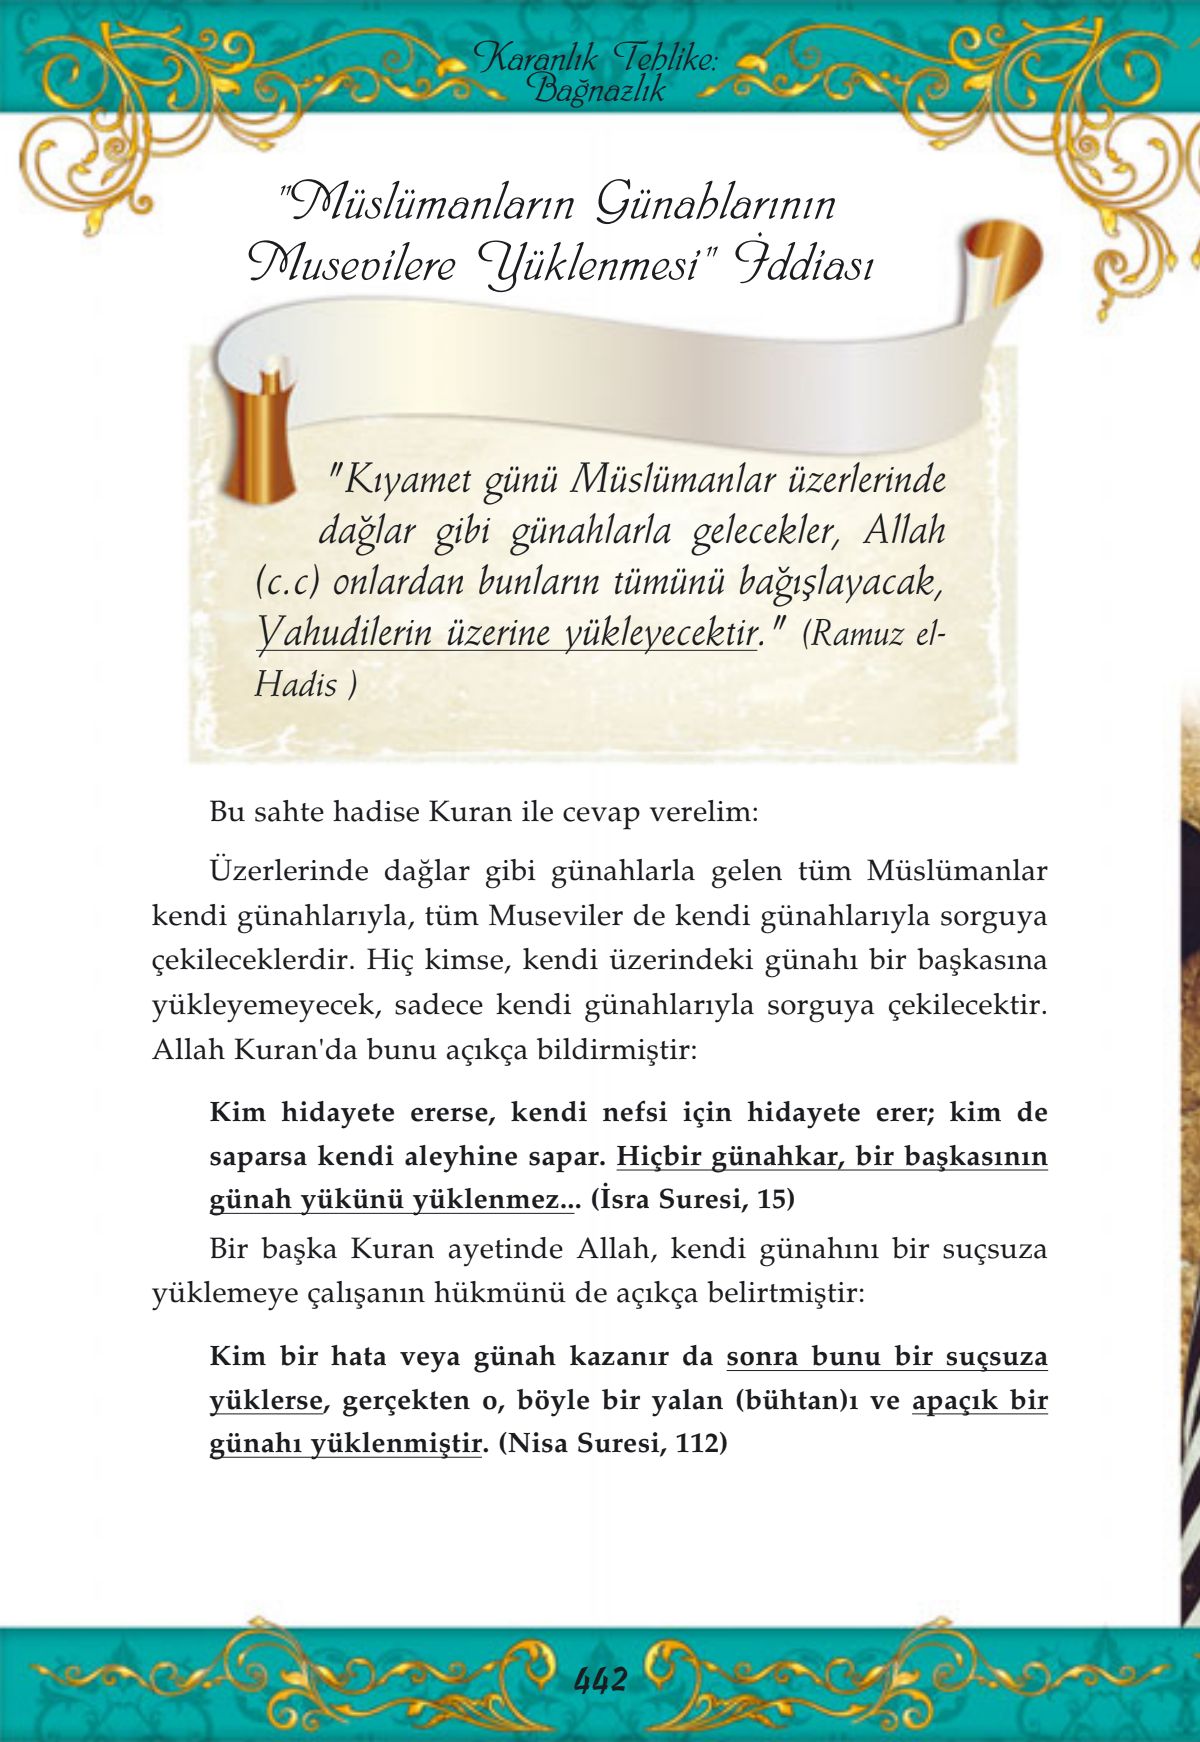 Karanlık Tehlike:
Bağnazlık
"Müslümanların Günahlarının
Musevilere Yüklenmesi" İddiası
"Kıyamet günü Müslümanlar üzerlerinde
dağlar gibi günahlarla gelecekler, Allah
(c.c) onlardan bunların tümünü bağışlayacak,
Yahudilerin üzerine yükleyecektir." (Ramuz el-
Hadis )
Bu sahte hadise Kuran ile cevap verelim:
Üzerlerinde dağlar gibi günahlarla gelen tüm Müslümanlar
kendi günahlarıyla, tüm Museviler de kendi günahlarıyla sorguya
çekileceklerdir. Hiç kimse, kendi üzerindeki günahı bir başkasına
yükleyemeyecek, sadece kendi günahlarıyla sorguya çekilecektir.
Allah Kuran'da bunu açıkça bildirmiştir:
Kim hidayete ererse, kendi nefsi için hidayete erer; kim de
saparsa kendi aleyhine sapar. Hiçbir günahkar, bir başkasının
günah yükünü yüklenmez... (İsra Suresi, 15)
Bir başka Kuran ayetinde Allah, kendi günahını bir suçsuza
yüklemeye çalışanın hükmünü de açıkça belirtmiştir:
Kim bir hata veya günah kazanır da sonra bunu bir suçsuza
yüklerse, gerçekten o, böyle bir yalan (bühtan)ı ve apaçık bir
günahı yüklenmiştir. (Nisa Suresi, 112)
442